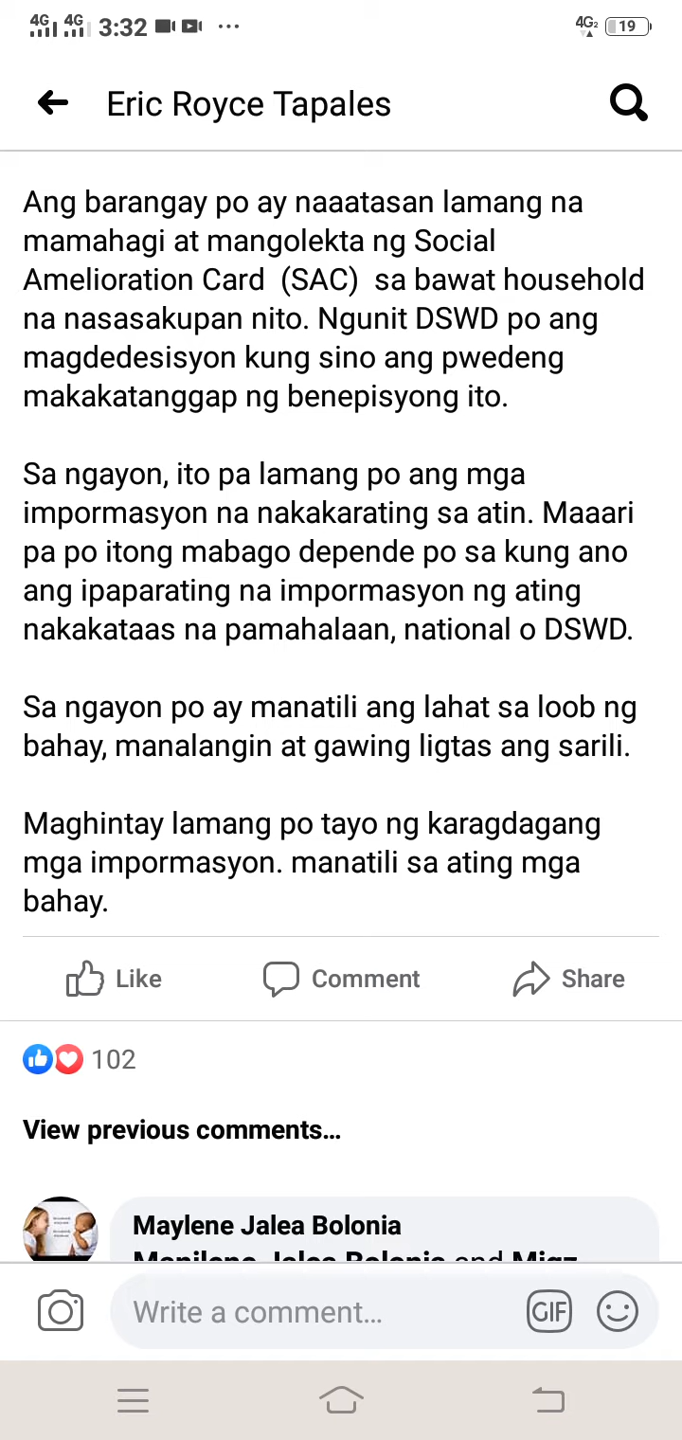 4G 4G 3:32 ... 4G2 19
Eric Royce Tapales
Ang barangay po ay naaatasan lamang na
mamahagi at mangolekta ng Social
Amelioration Card (SAC) sa bawat household
na nasasakupan nito. Ngunit DSWD po ang
magdedesisyon kung sino ang pwedeng
makakatanggap ng benepisyong ito.
Sa ngayon, ito pa lamang po ang mga
impormasyon na nakakarating sa atin. Maaari
pa po itong mabago depende po sa kung ano
ang ipaparating na impormasyon ng ating
nakakataas na pamahalaan, national o DSWD.
Sa ngayon po ay manatili ang lahat sa loob ng
bahay, manalangin at gawing ligtas ang sarili.
Maghintay lamang po tayo ng karagdagang
mga impormasyon. manatili sa ating mga
bahay.
Like Comment Share
102
View previous comments...
Maylene Jalea Bolonia
Jalea Bolonia and
Write a comment... GIF